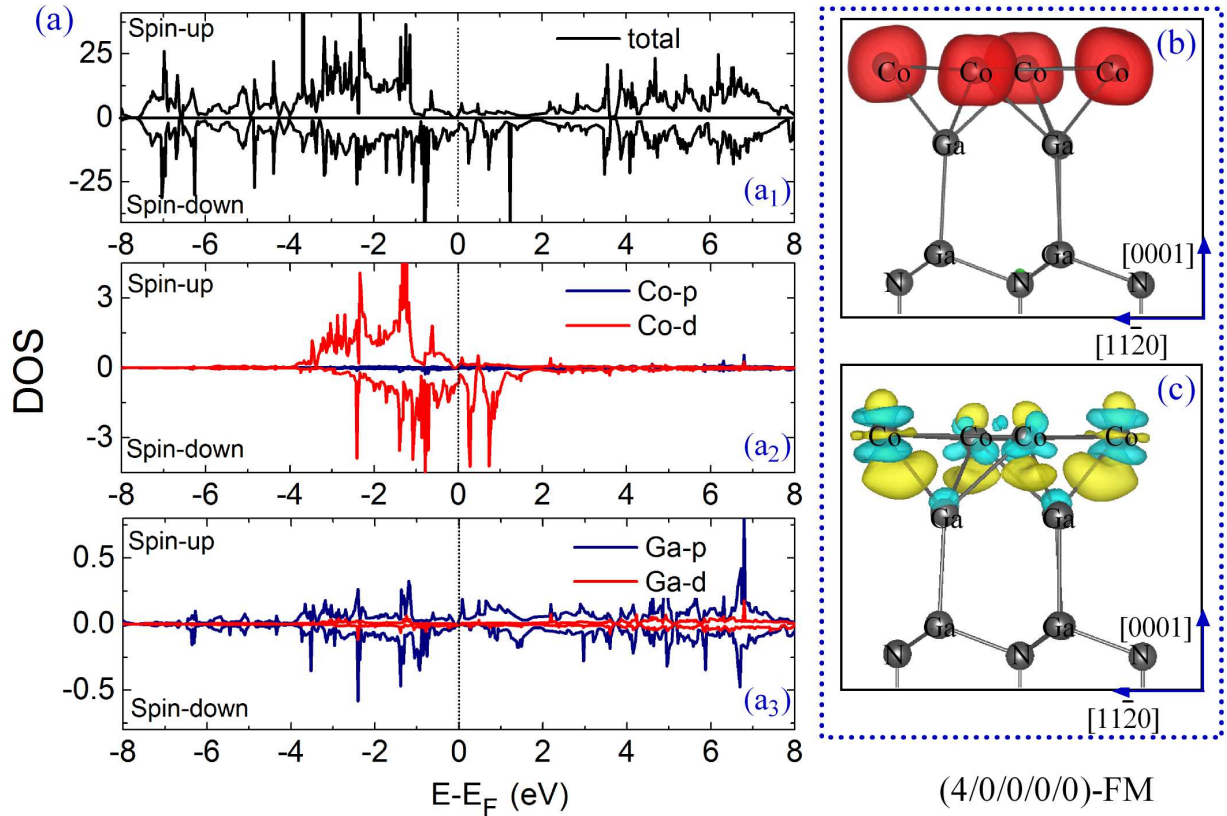 (a)
Spin-up
total
25
0
-25
Spin-down
(a1)
-8 -6 -4 -2 0 2 4 6 8
Spin-up
Co-p
Co-d
3
0
-3
Spin-down
(a2)
-8 -6 -4 -2 0 2 4 6 8
Spin-up
Ga-p
Ga-d
0.5
0.0
-0.5
Spin-down
(a3)
-8 -6 -4 -2 0 2 4 6 8
DOS
E-EF (eV)
(b)
Co Co Co Co
Ga Ga
Ga Ga
N N N
[0001]
[11̄20]
(c)
Co Co Co Co
Ga Ga
Ga Ga
N N N
[0001]
[11̄20]
(4/0/0/0/0)-FM